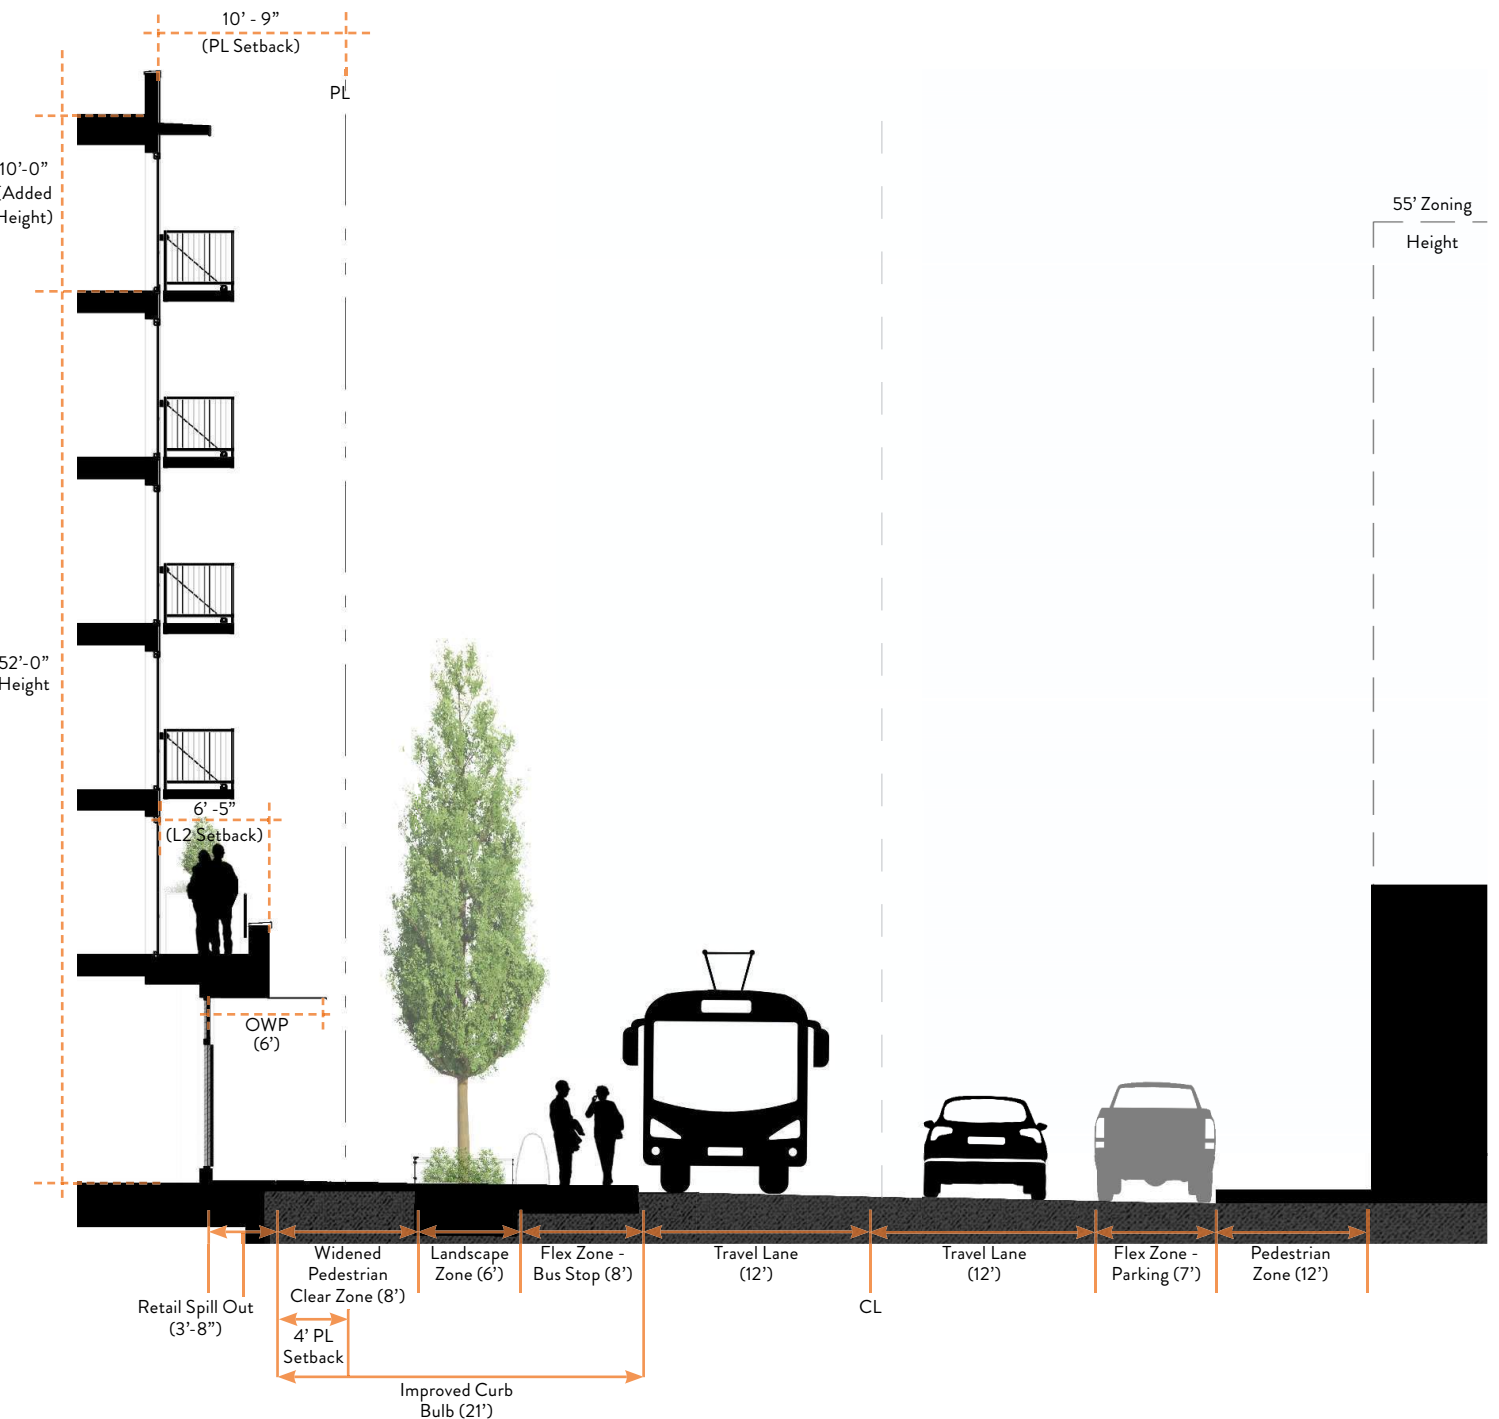 10’ - 9”
(PL Setback)
PL
10’-0”
(Added
Height)
55’ Zoning
Height
52’-0”
Height
6’ -5”
(L2 Setback)
OWP
(6’)
Widened
Pedestrian
Clear Zone (8’)
Landscape
Zone (6’)
Flex Zone -
Bus Stop (8’)
Travel Lane
(12’)
Travel Lane
(12’)
Flex Zone -
Parking (7’)
Pedestrian
Zone (12’)
Retail Spill Out
(3’-8”)
CL
4’ PL
Setback
Improved Curb
Bulb (21’)